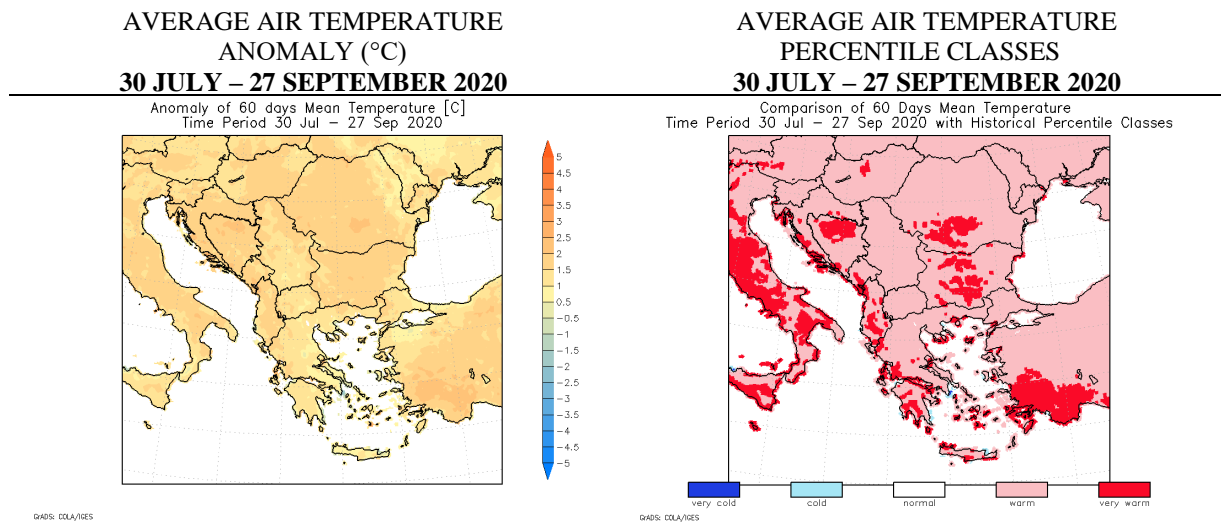 AVERAGE AIR TEMPERATURE
ANOMALY (°C)
30 JULY – 27 SEPTEMBER 2020
Anomaly of 60 days Mean Temperature [C]
Time Period 30 Jul – 27 Sep 2020
5
4.5
4
3.5
3
2.5
2
1.5
1
0.5
−0.5
−1
−1.5
−2
−2.5
−3
−3.5
−4
−4.5
−5
GrADS: COLA/IGES
AVERAGE AIR TEMPERATURE
PERCENTILE CLASSES
30 JULY – 27 SEPTEMBER 2020
Comparison of 60 Days Mean Temperature
Time Period 30 Jul – 27 Sep 2020 with Historical Percentile Classes
very cold
cold
normal
warm
very warm
GrADS: COLA/IGES